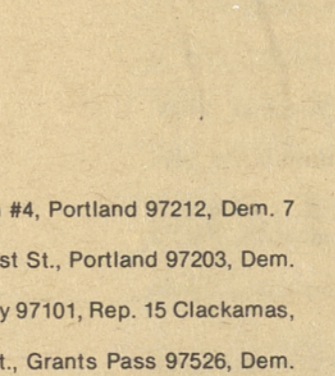 #4, Portland 97212, Dem. 7
st St., Portland 97203, Dem.
y 97101, Rep. 15 Clackamas,
t., Grants Pass 97526, Dem.